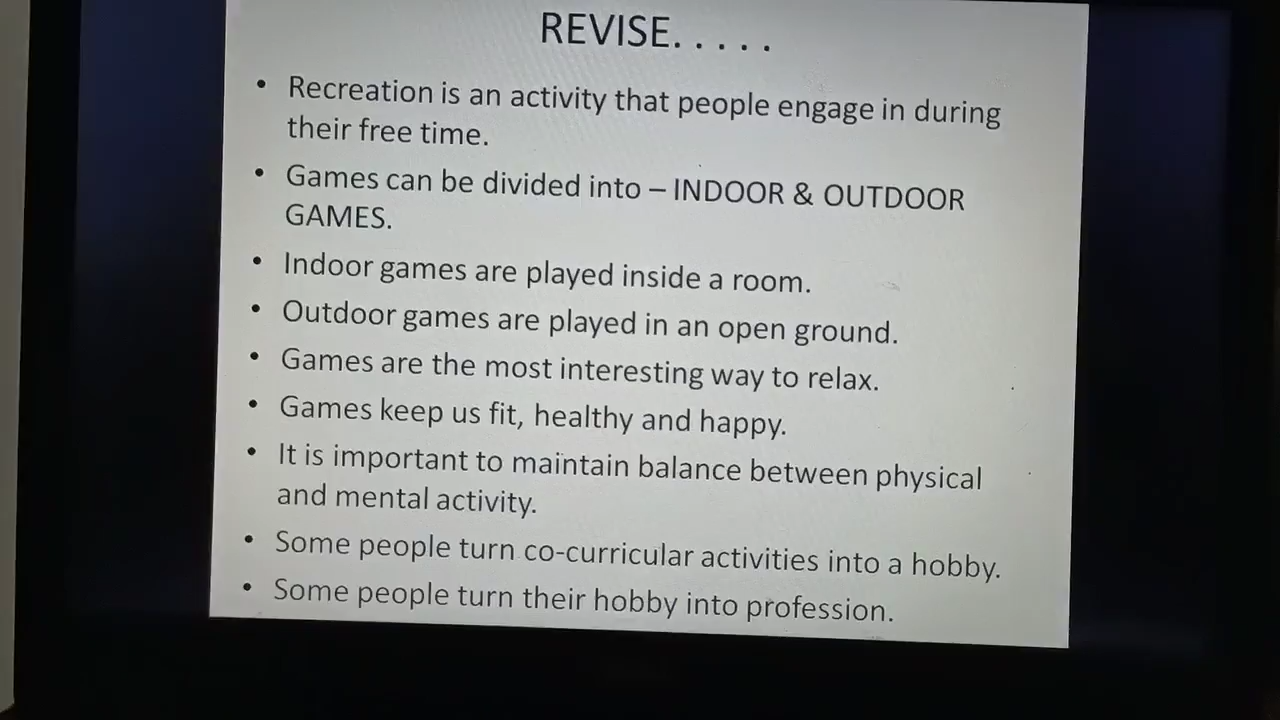 REVISE.....
• Recreation is an activity that people engage in during
their free time.
• Games can be divided into – INDOOR & OUTDOOR
GAMES.
• Indoor games are played inside a room.
• Outdoor games are played in an open ground.
• Games are the most interesting way to relax.
• Games keep us fit, healthy and happy.
• It is important to maintain balance between physical
and mental activity.
• Some people turn co-curricular activities into a hobby.
• Some people turn their hobby into profession.